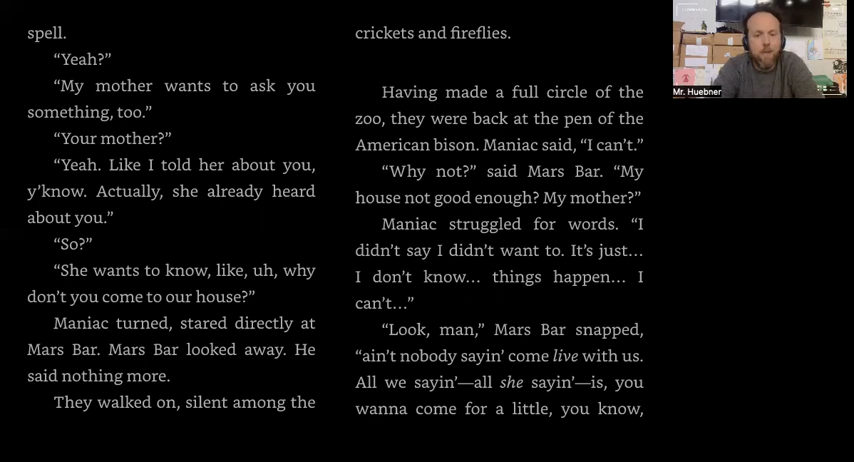 spell.
“Yeah?”
“My mother wants to ask you
something, too.”
“Your mother?”
“Yeah. Like I told her about you,
y’know. Actually, she already heard
about you.”
“So?”
“She wants to know, like, uh, why
don’t you come to our house?”
Maniac turned, stared directly at
Mars Bar. Mars Bar looked away. He
said nothing more.
They walked on, silent among the
crickets and fireflies.
Having made a full circle of the
zoo, they were back at the pen of the
American bison. Maniac said, “I can’t.”
“Why not?” said Mars Bar. “My
house not good enough? My mother?”
Maniac struggled for words. “I
didn’t say I didn’t want to. It’s just…
I don’t know… things happen… I
can’t…”
“Look, man,” Mars Bar snapped,
“ain’t nobody sayin’ come live with us.
All we sayin’—all she sayin’—is, you
wanna come for a little, you know,
Mr. Huebner